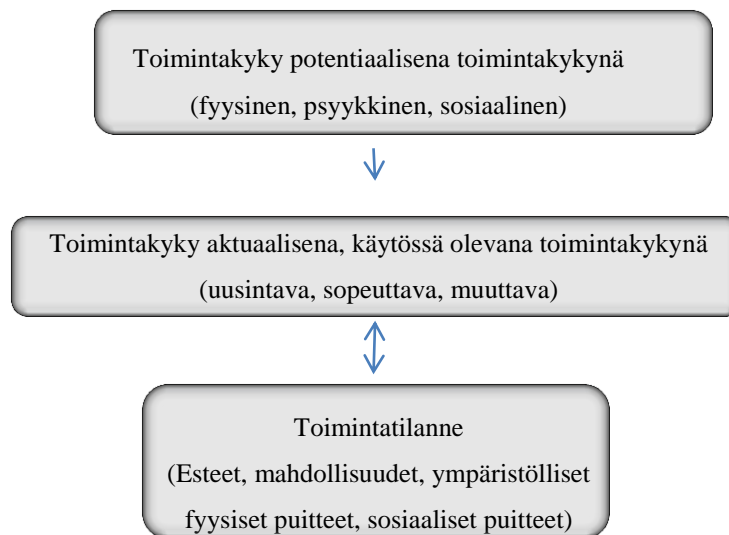 Toimintakyky potentiaalisena toimintakykynä
(fyysinen, psyykkinen, sosiaalinen)
Toimintakyky aktuaalisena, käytössä olevana toimintakykynä
(uusintava, sopeuttava, muuttava)
Toimintatilanne
(Esteet, mahdollisuudet, ympäristölliset
fyysiset puitteet, sosiaaliset puitteet)